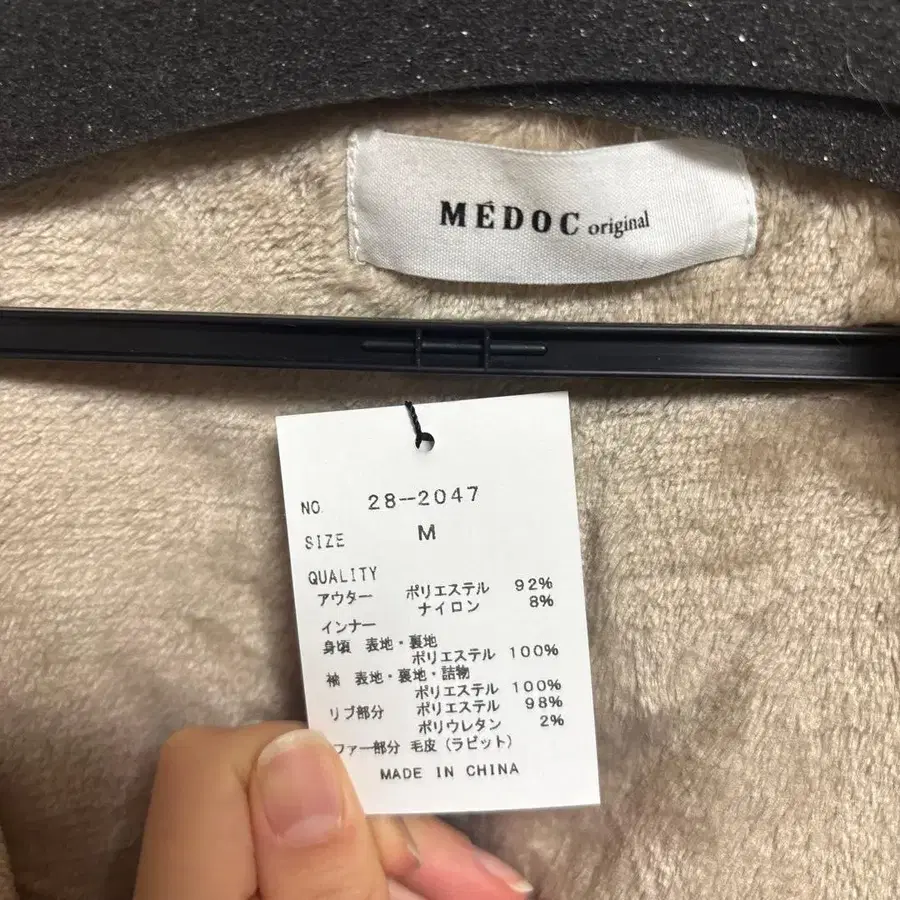 MÉDOC original
NO. 28--2047
SIZE M
QUALITY
アウター ポリエステル 92%
ナイロン 8%
インナー
身頃 表地・裏地
ポリエステル 100%
袖 表地・裏地・詰物
ポリエステル 100%
リブ部分 ポリエステル 98%
ポリウレタン 2%
ファー部分 毛皮(ラビット)
MADE IN CHINA